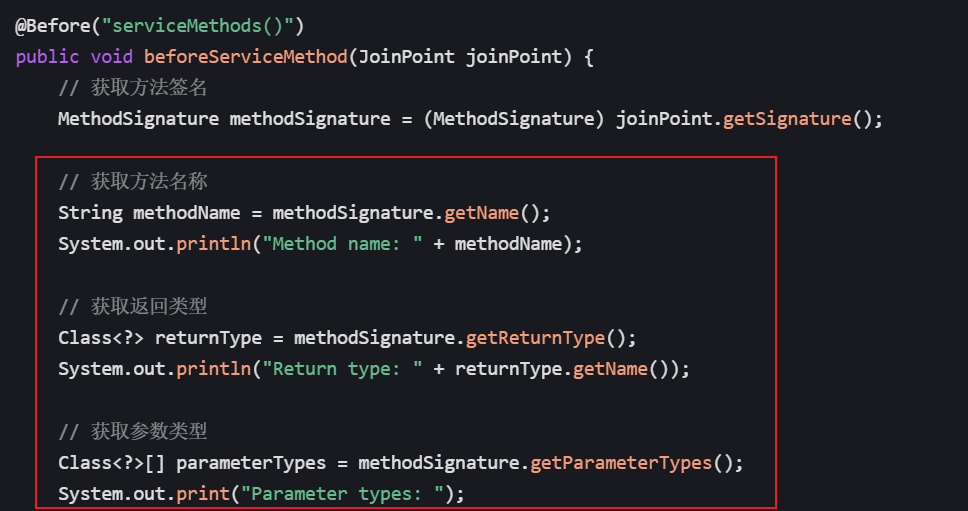 @Before("serviceMethods()")
public void beforeServiceMethod(JoinPoint joinPoint) {
    // 获取方法签名
    MethodSignature methodSignature = (MethodSignature) joinPoint.getSignature();
    // 获取方法名称
    String methodName = methodSignature.getName();
    System.out.println("Method name: " + methodName);
    // 获取返回类型
    Class<?> returnType = methodSignature.getReturnType();
    System.out.println("Return type: " + returnType.getName());
    // 获取参数类型
    Class<?>[] parameterTypes = methodSignature.getParameterTypes();
    System.out.print("Parameter types: ");